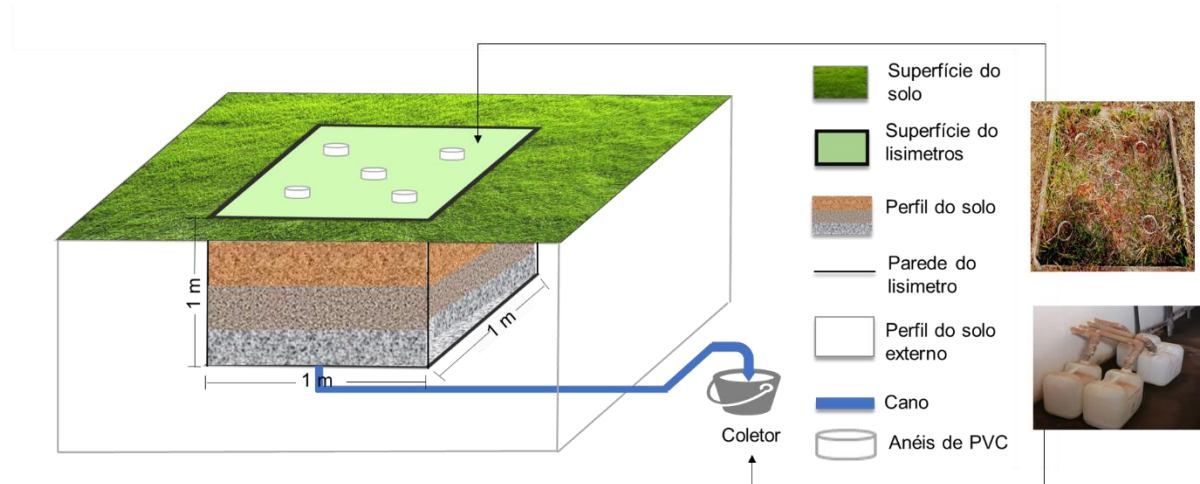 1 m
1 m
1 m
Coletor
Superfície do
solo
Superfície do
lisimetros
Perfil do solo
Parede do
lisimetro
Perfil do solo
externo
Cano
Anéis de PVC